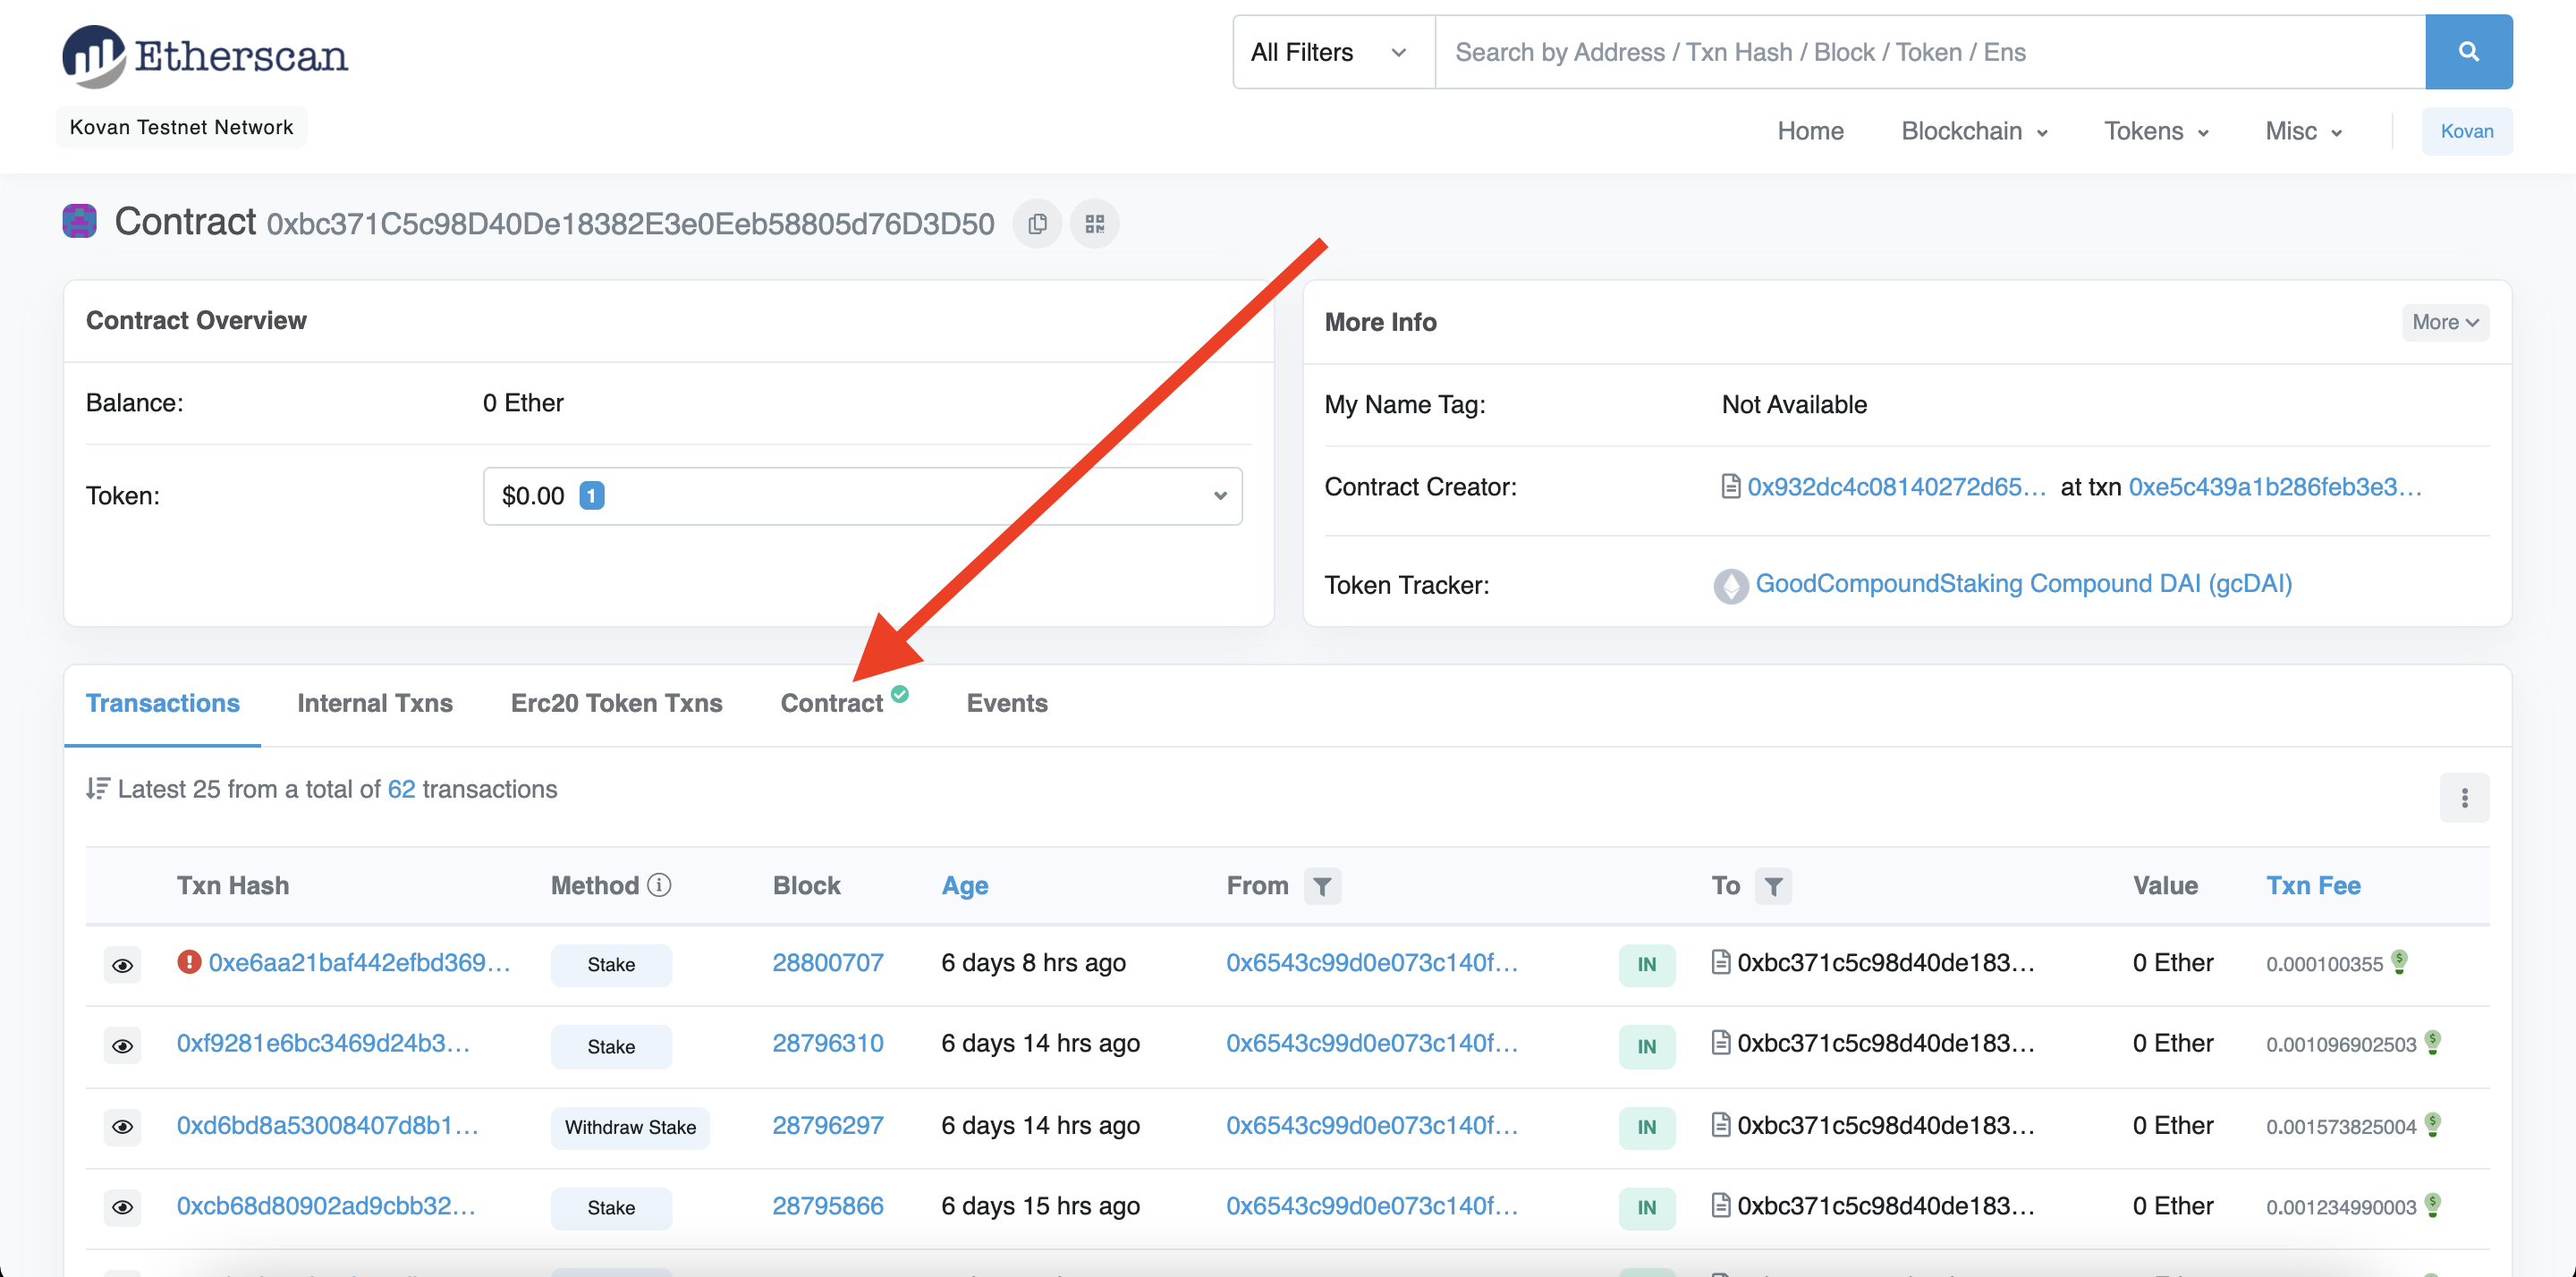 Etherscan
All Filters Search by Address / Txn Hash / Block / Token / Ens
Kovan Testnet Network
Home Blockchain Tokens Misc Kovan
Contract 0xbc371C5c98D40De18382E3e0Eeb58805d76D3D50
Contract Overview
Balance: 0 Ether
Token: $0.00 1
More Info More
My Name Tag: Not Available
Contract Creator: 0x932dc4c08140272d65... at txn 0xe5c439a1b286feb3e3...
Token Tracker: GoodCompoundStaking Compound DAI (gcDAI)
Transactions Internal Txns Erc20 Token Txns Contract Events
Latest 25 from a total of 62 transactions
Txn Hash Method Block Age From To Value Txn Fee
0xe6aa21baf442efbd369... Stake 28800707 6 days 8 hrs ago 0x6543c99d0e073c140f... IN 0xbc371c5c98d40de183... 0 Ether 0.000100355
0xf9281e6bc3469d24b3... Stake 28796310 6 days 14 hrs ago 0x6543c99d0e073c140f... IN 0xbc371c5c98d40de183... 0 Ether 0.001096902503
0xd6bd8a53008407d8b1... Withdraw Stake 28796297 6 days 14 hrs ago 0x6543c99d0e073c140f... IN 0xbc371c5c98d40de183... 0 Ether 0.001573825004
0xcb68d80902ad9cbb32... Stake 28795866 6 days 15 hrs ago 0x6543c99d0e073c140f... IN 0xbc371c5c98d40de183... 0 Ether 0.001234990003